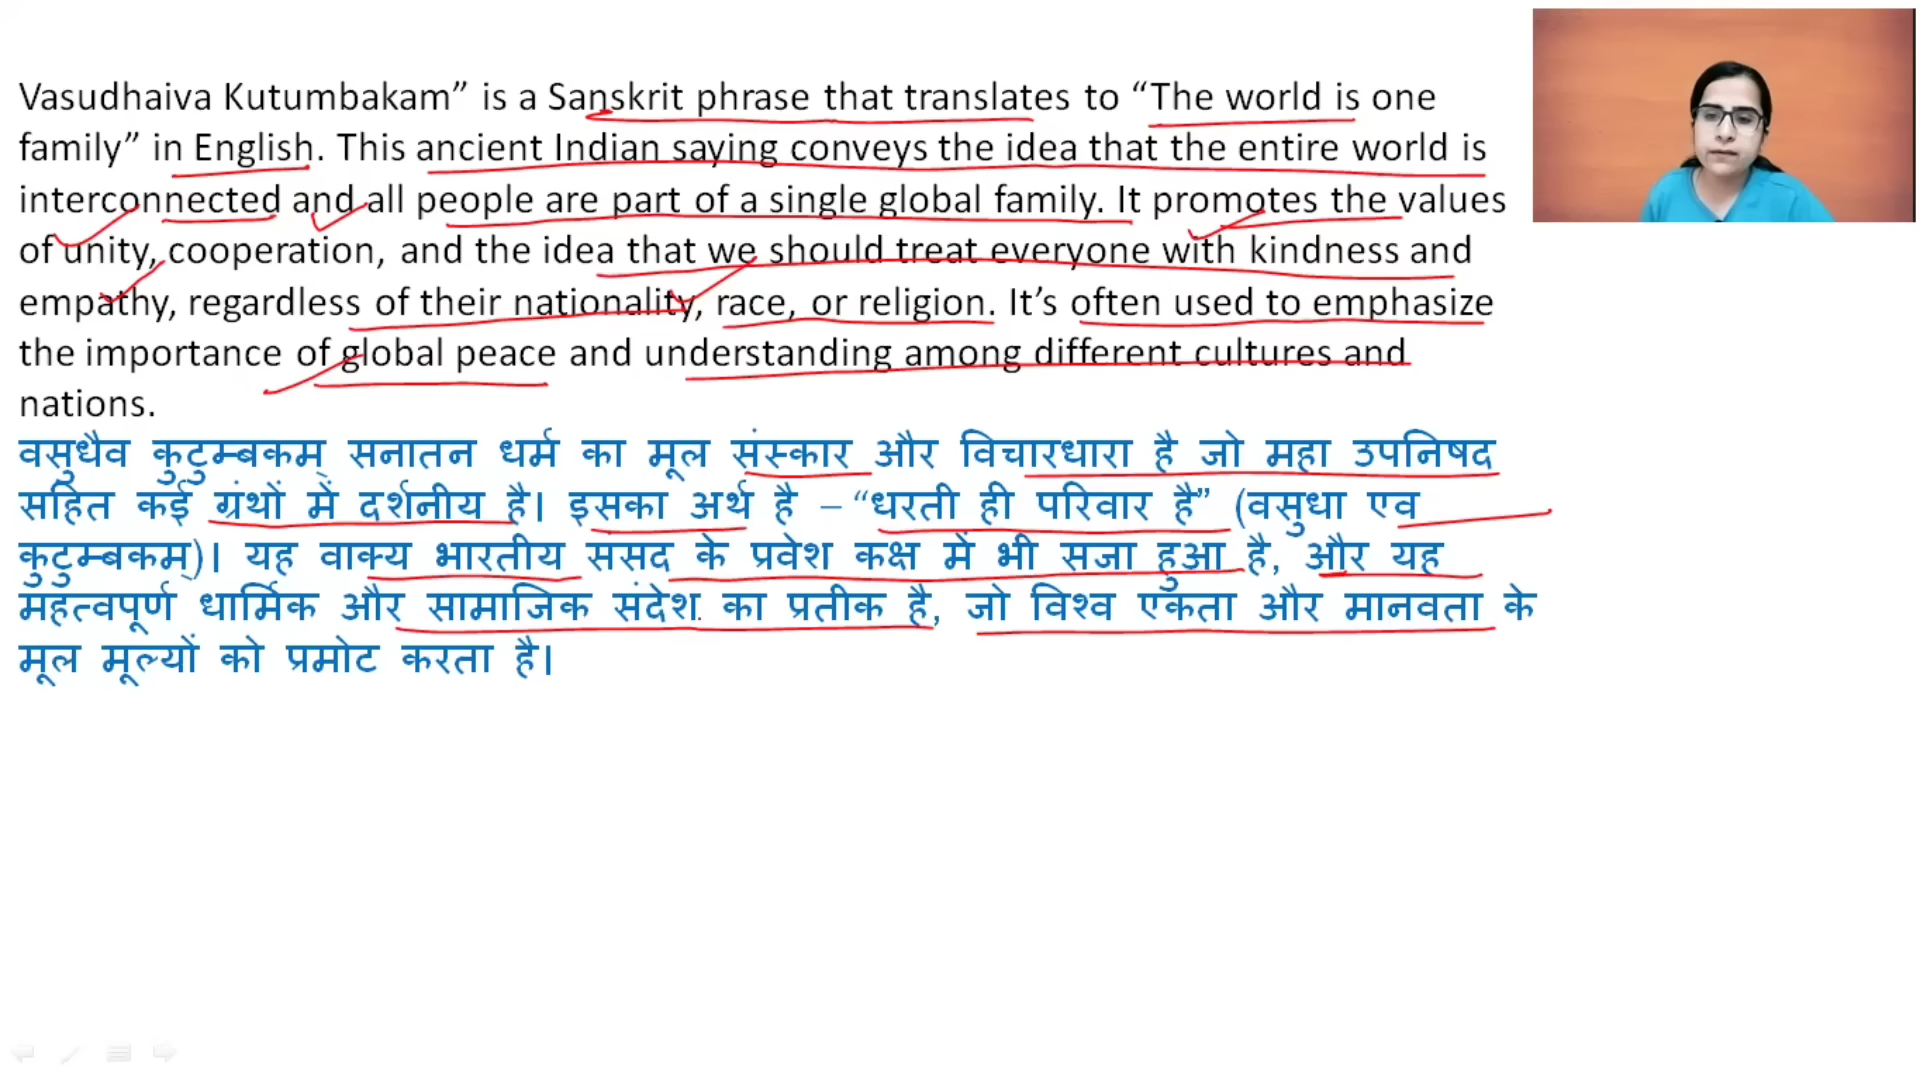 Vasudhaiva Kutumbakam” is a Sanskrit phrase that translates to “The world is one
family” in English. This ancient Indian saying conveys the idea that the entire world is
interconnected and all people are part of a single global family. It promotes the values
of unity, cooperation, and the idea that we should treat everyone with kindness and
empathy, regardless of their nationality, race, or religion. It’s often used to emphasize
the importance of global peace and understanding among different cultures and
nations.
वसुधैव कुटुम्बकम् सनातन धर्म का मूल संस्कार और विचारधारा है जो महा उपनिषद
सहित कई ग्रंथों में दर्शनीय है। इसका अर्थ है – “धरती ही परिवार है” (वसुधा एव
कुटुम्बकम्)। यह वाक्य भारतीय संसद के प्रवेश कक्ष में भी सजा हुआ है, और यह
महत्वपूर्ण धार्मिक और सामाजिक संदेश का प्रतीक है, जो विश्व एकता और मानवता के
मूल मूल्यों को प्रमोट करता है।